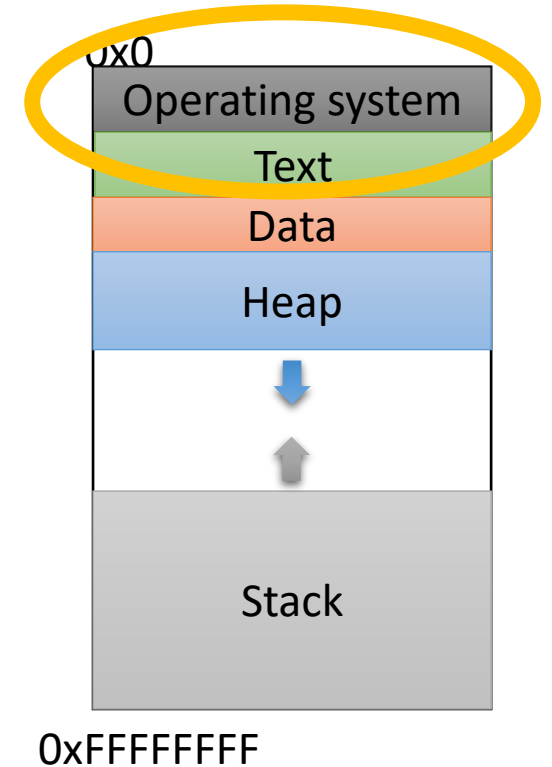 0x0
Operating system
Text
Data
Heap
Stack
0xFFFFFFFF